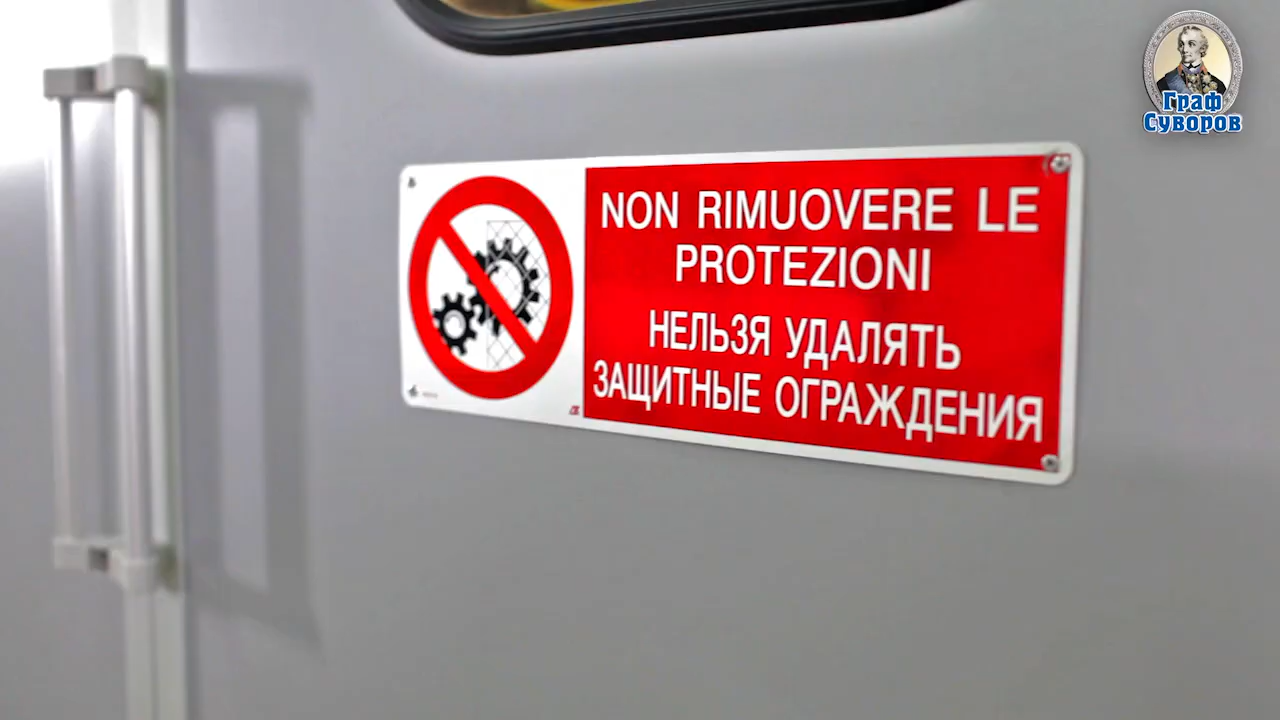 Граф
Суворов
NON RIMUOVERE LE
PROTEZIONI
НЕЛЬЗЯ УДАЛЯТЬ
ЗАЩИТНЫЕ ОГРАЖДЕНИЯ